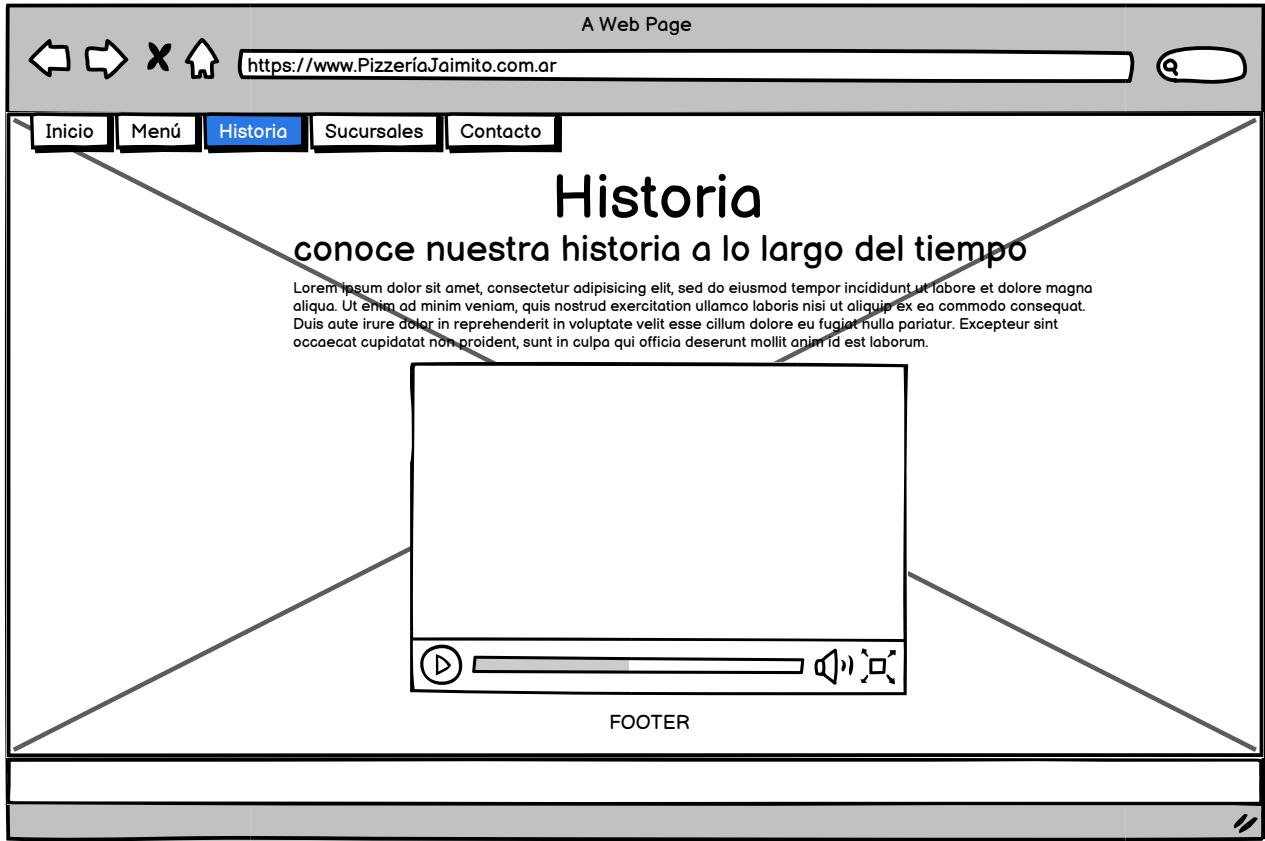 A Web Page
https://www.PizzeríaJaimito.com.ar
Inicio Menú Historia Sucursales Contacto
Historia
conoce nuestra historia a lo largo del tiempo
Lorem ipsum dolor sit amet, consectetur adipisicing elit, sed do eiusmod tempor incididunt ut labore et dolore magna
aliqua. Ut enim ad minim veniam, quis nostrud exercitation ullamco laboris nisi ut aliquip ex ea commodo consequat.
Duis aute irure dolor in reprehenderit in voluptate velit esse cillum dolore eu fugiat nulla pariatur. Excepteur sint
occaecat cupidatat non proident, sunt in culpa qui officia deserunt mollit anim id est laborum.
FOOTER